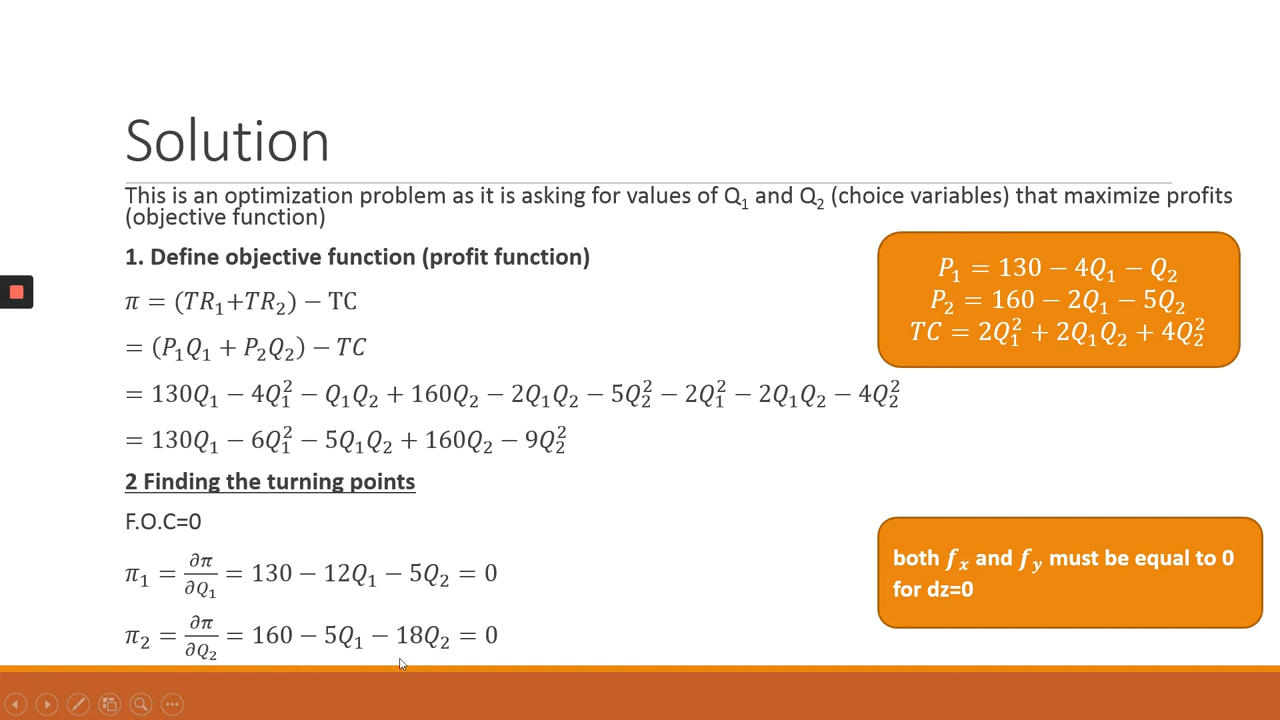 Solution
This is an optimization problem as it is asking for values of Q₁ and Q₂ (choice variables) that maximize profits
(objective function)
1. Define objective function (profit function)
π = (TR₁+TR₂) − TC
= (P₁Q₁ + P₂Q₂) − TC
= 130Q₁ − 4Q₁² − Q₁Q₂ + 160Q₂ − 2Q₁Q₂ − 5Q₂² − 2Q₁² − 2Q₁Q₂ − 4Q₂²
= 130Q₁ − 6Q₁² − 5Q₁Q₂ + 160Q₂ − 9Q₂²
2 Finding the turning points
F.O.C=0
π₁ = ∂π/∂Q₁ = 130 − 12Q₁ − 5Q₂ = 0
π₂ = ∂π/∂Q₂ = 160 − 5Q₁ − 18Q₂ = 0
P₁ = 130 − 4Q₁ − Q₂
P₂ = 160 − 2Q₁ − 5Q₂
TC = 2Q₁² + 2Q₁Q₂ + 4Q₂²
both fₓ and f_y must be equal to 0
for dz=0